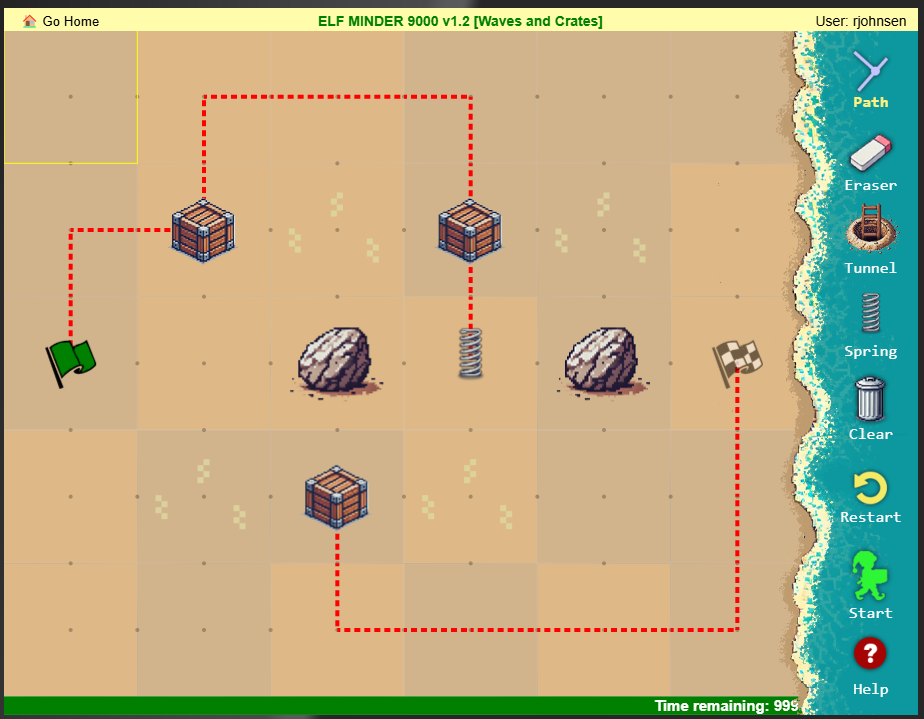 Go Home
ELF MINDER 9000 v1.2 [Waves and Crates]
User: rjohnsen
Path
Eraser
Tunnel
Spring
Clear
Restart
Start
?
Help
Time remaining: 999